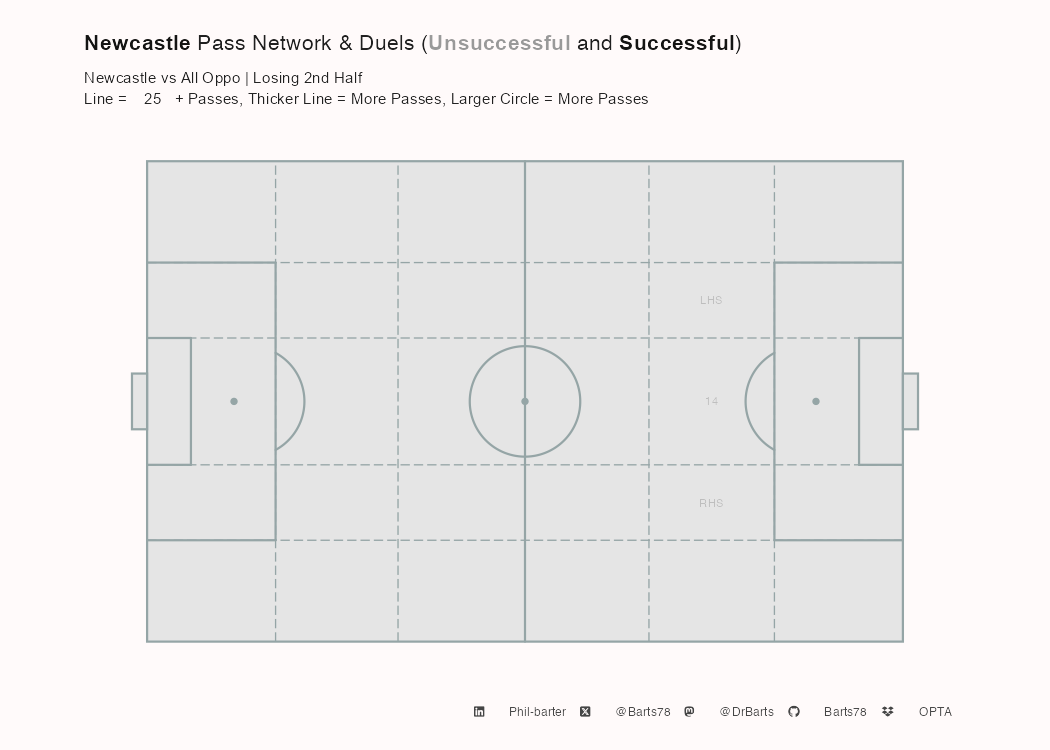 Newcastle Pass Network & Duels (Unsuccessful and Successful)
Newcastle vs All Oppo | Losing 2nd Half
Line = 25 + Passes, Thicker Line = More Passes, Larger Circle = More Passes
LHS
14
RHS
Phil-barter @Barts78 @DrBarts Barts78 OPTA